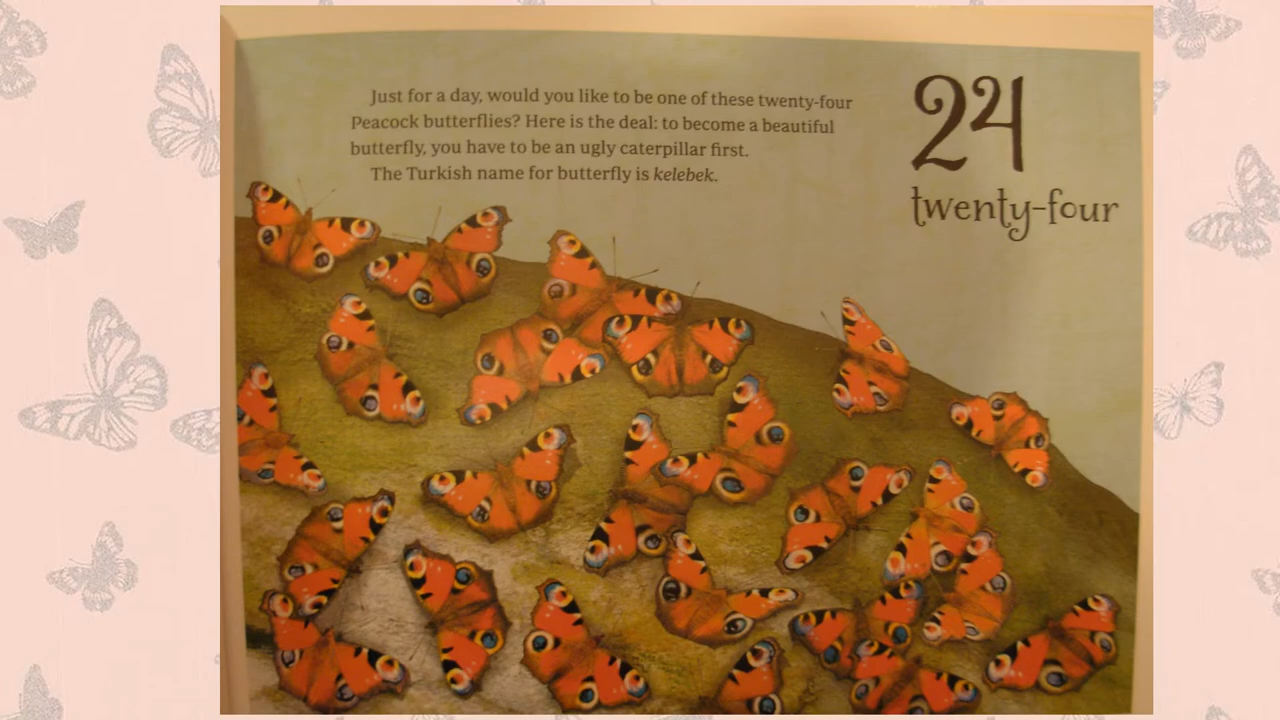 Just for a day, would you like to be one of these twenty-four
Peacock butterflies? Here is the deal: to become a beautiful
butterfly, you have to be an ugly caterpillar first.
The Turkish name for butterfly is kelebek.
24
twenty-four